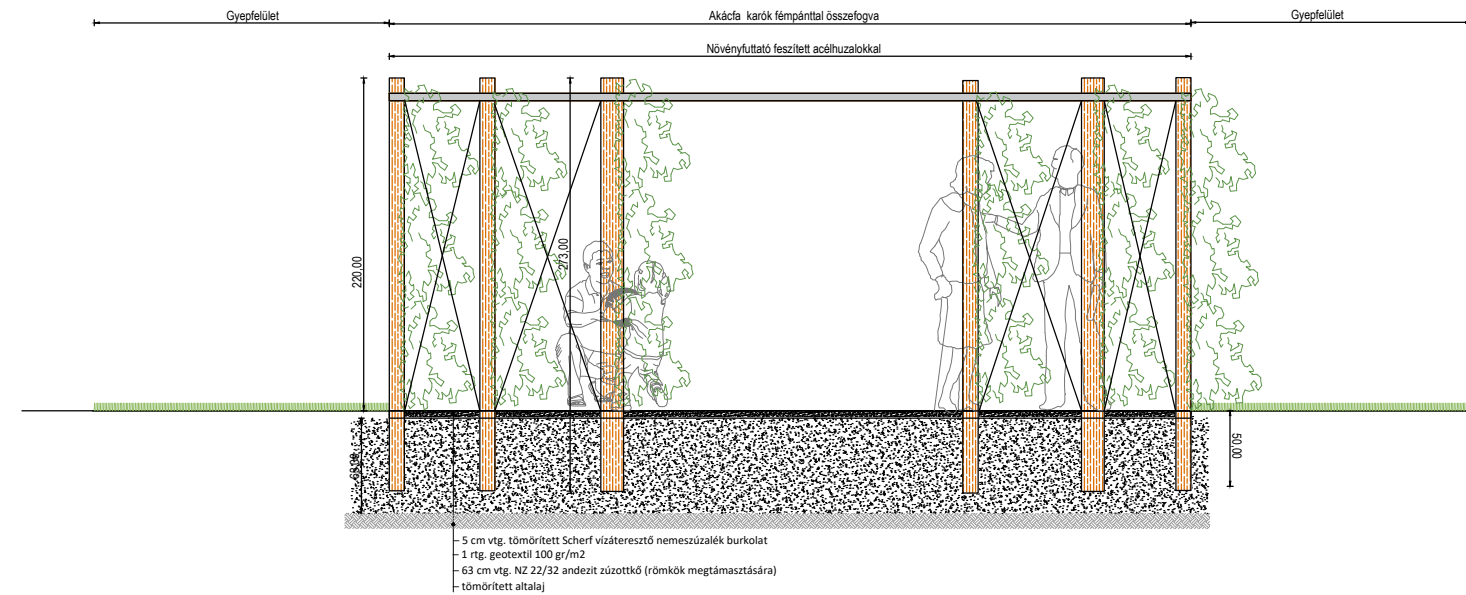 Gyepfelület
Akácfa karók fémpánttal összefogva
Gyepfelület
Növényfuttató feszített acélhuzalokkal
220,00
273,00
50,00
5 cm vtg. tömörített Scherf vízáteresztő nemeszúzalék burkolat
1 rtg. geotextil 100 gr/m2
63 cm vtg. NZ 22/32 andezit zúzottkő (römkök megtámasztására)
tömörített altalaj